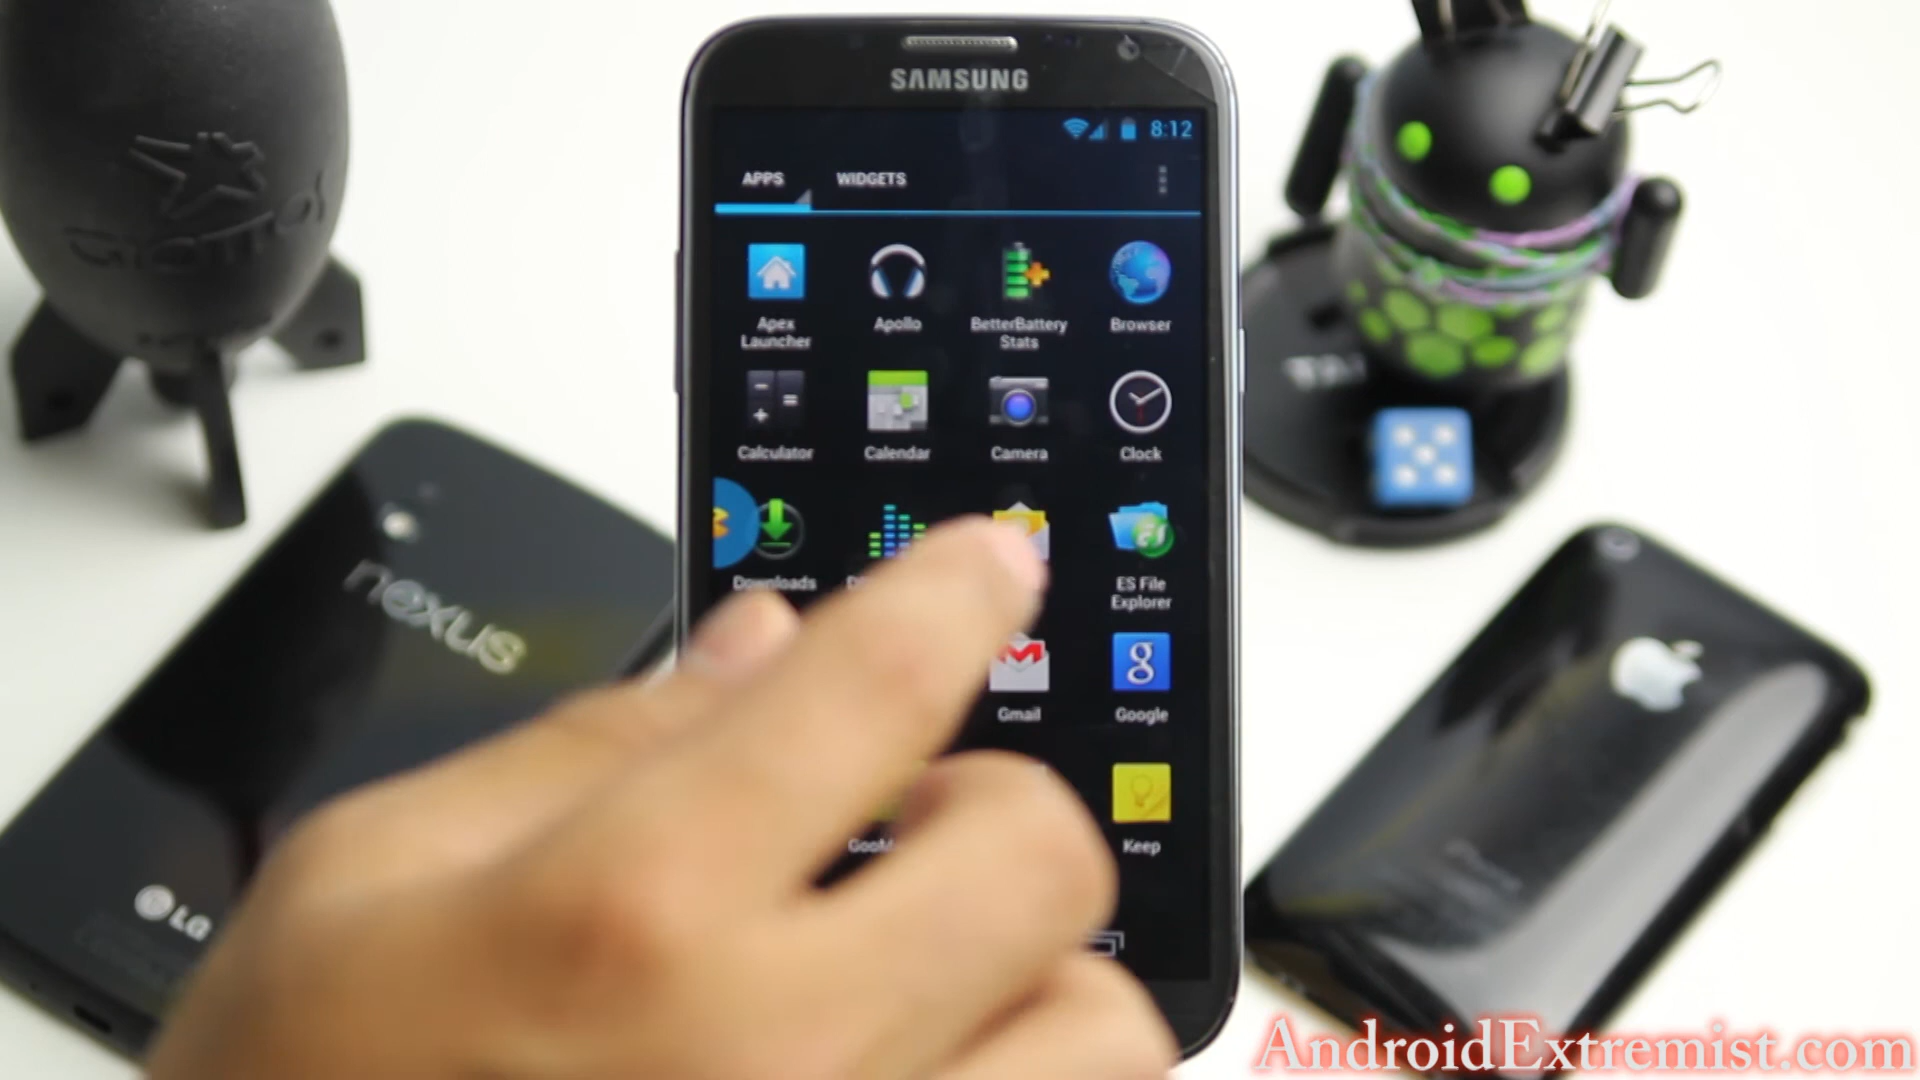 SAMSUNG
8:12
APPS WIDGETS
Apex
Launcher
Apollo
BetterBattery
Stats
Browser
Calculator
Calendar
Camera
Clock
Downloads
ES File
Explorer
Gmail
Google
Keep
nexus
LG
iPhone
AndroidExtremist.com